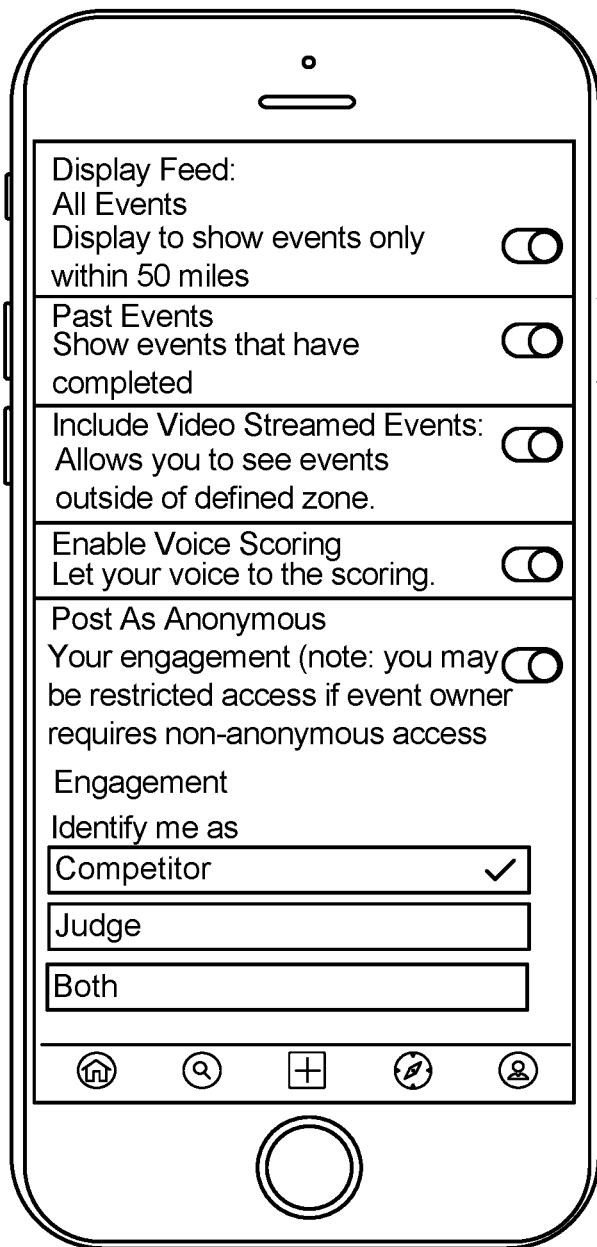 Display Feed:
All Events
Display to show events only
within 50 miles
Past Events
Show events that have
completed
Include Video Streamed Events:
Allows you to see events
outside of defined zone.
Enable Voice Scoring
Let your voice to the scoring.
Post As Anonymous
Your engagement (note: you may
be restricted access if event owner
requires non-anonymous access
Engagement
Identify me as
Competitor
Judge
Both